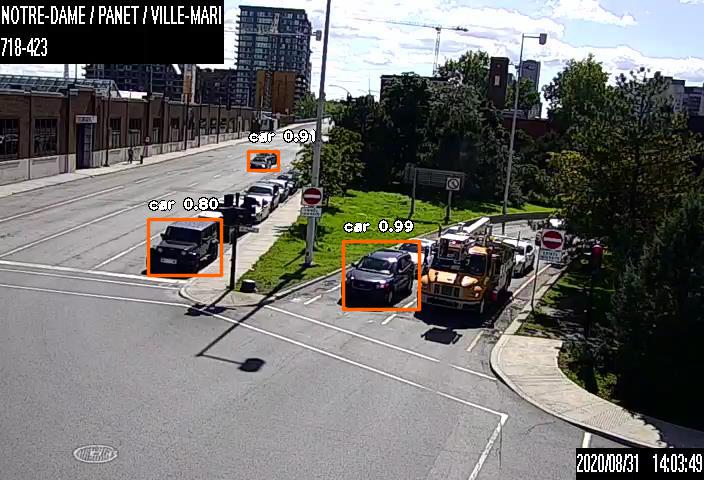 NOTRE-DAME / PANET / VILLE-MARI
718-423
car 0.91
car 0.80
car 0.99
2020/08/31 14:03:49